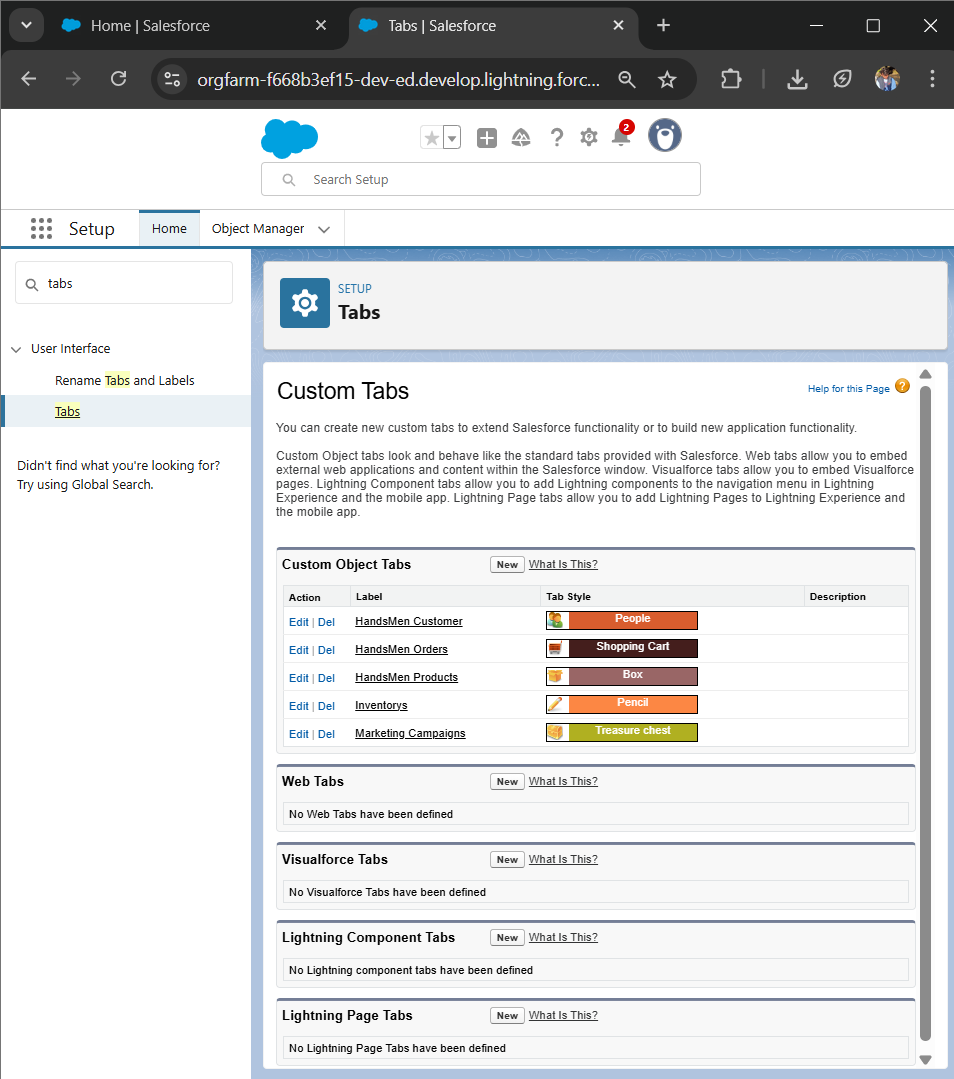 Home | Salesforce
Tabs | Salesforce
orgfarm-f668b3ef15-dev-ed.develop.lightning.forc...
2
Search Setup
Setup
Home
Object Manager
tabs
User Interface
Rename Tabs and Labels
Tabs
Didn't find what you're looking for?
Try using Global Search.
SETUP
Tabs
Custom Tabs
Help for this Page
You can create new custom tabs to extend Salesforce functionality or to build new application functionality.
Custom Object tabs look and behave like the standard tabs provided with Salesforce. Web tabs allow you to embed
external web applications and content within the Salesforce window. Visualforce tabs allow you to embed Visualforce
pages. Lightning Component tabs allow you to add Lightning components to the navigation menu in Lightning
Experience and the mobile app. Lightning Page tabs allow you to add Lightning Pages to Lightning Experience and
the mobile app.
Custom Object Tabs New What Is This?
Action Label Tab Style Description
Edit | Del HandsMen Customer People
Edit | Del HandsMen Orders Shopping Cart
Edit | Del HandsMen Products Box
Edit | Del Inventorys Pencil
Edit | Del Marketing Campaigns Treasure chest
Web Tabs New What Is This?
No Web Tabs have been defined
Visualforce Tabs New What Is This?
No Visualforce Tabs have been defined
Lightning Component Tabs New What Is This?
No Lightning component tabs have been defined
Lightning Page Tabs New What Is This?
No Lightning Page Tabs have been defined